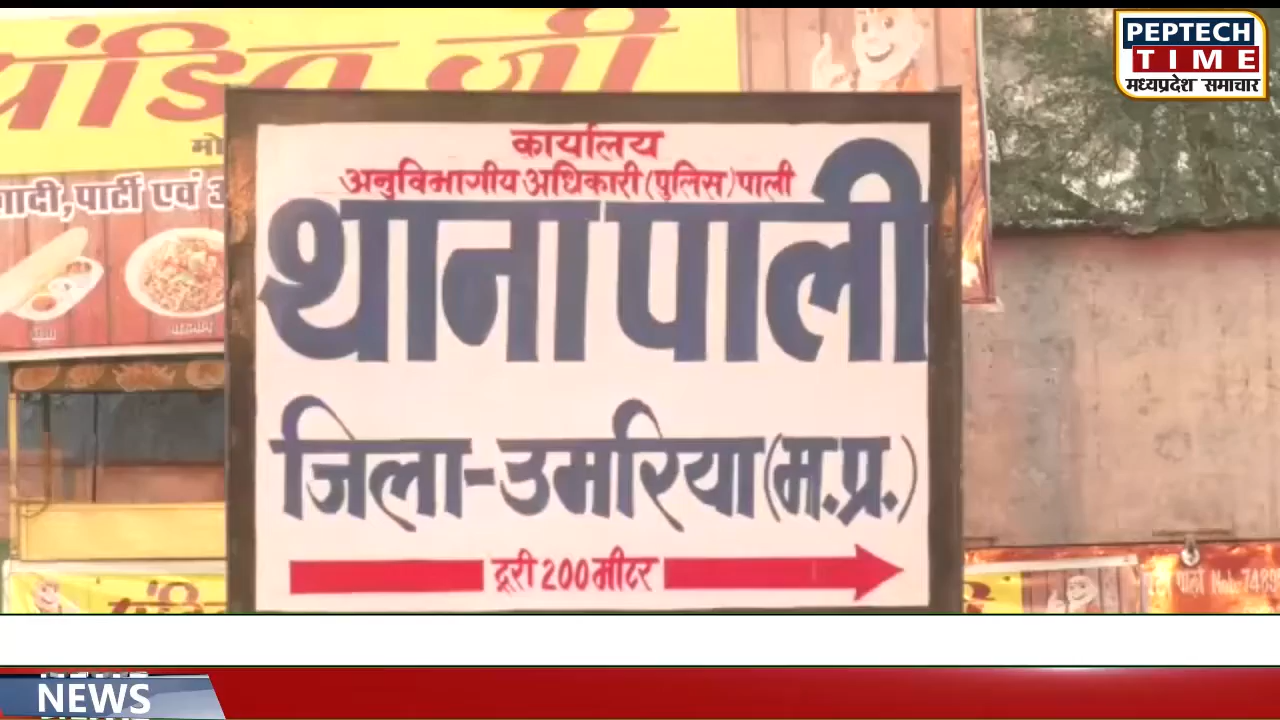 पंडित जी
PEPTECH
TIME
मध्यप्रदेश समाचार
कार्यालय
अनुविभागीय अधिकारी (पुलिस) पाली
थाना पाली
जिला-उमरिया (म.प्र.)
दूरी 200 मीटर
पार्टी एवं
NEWS